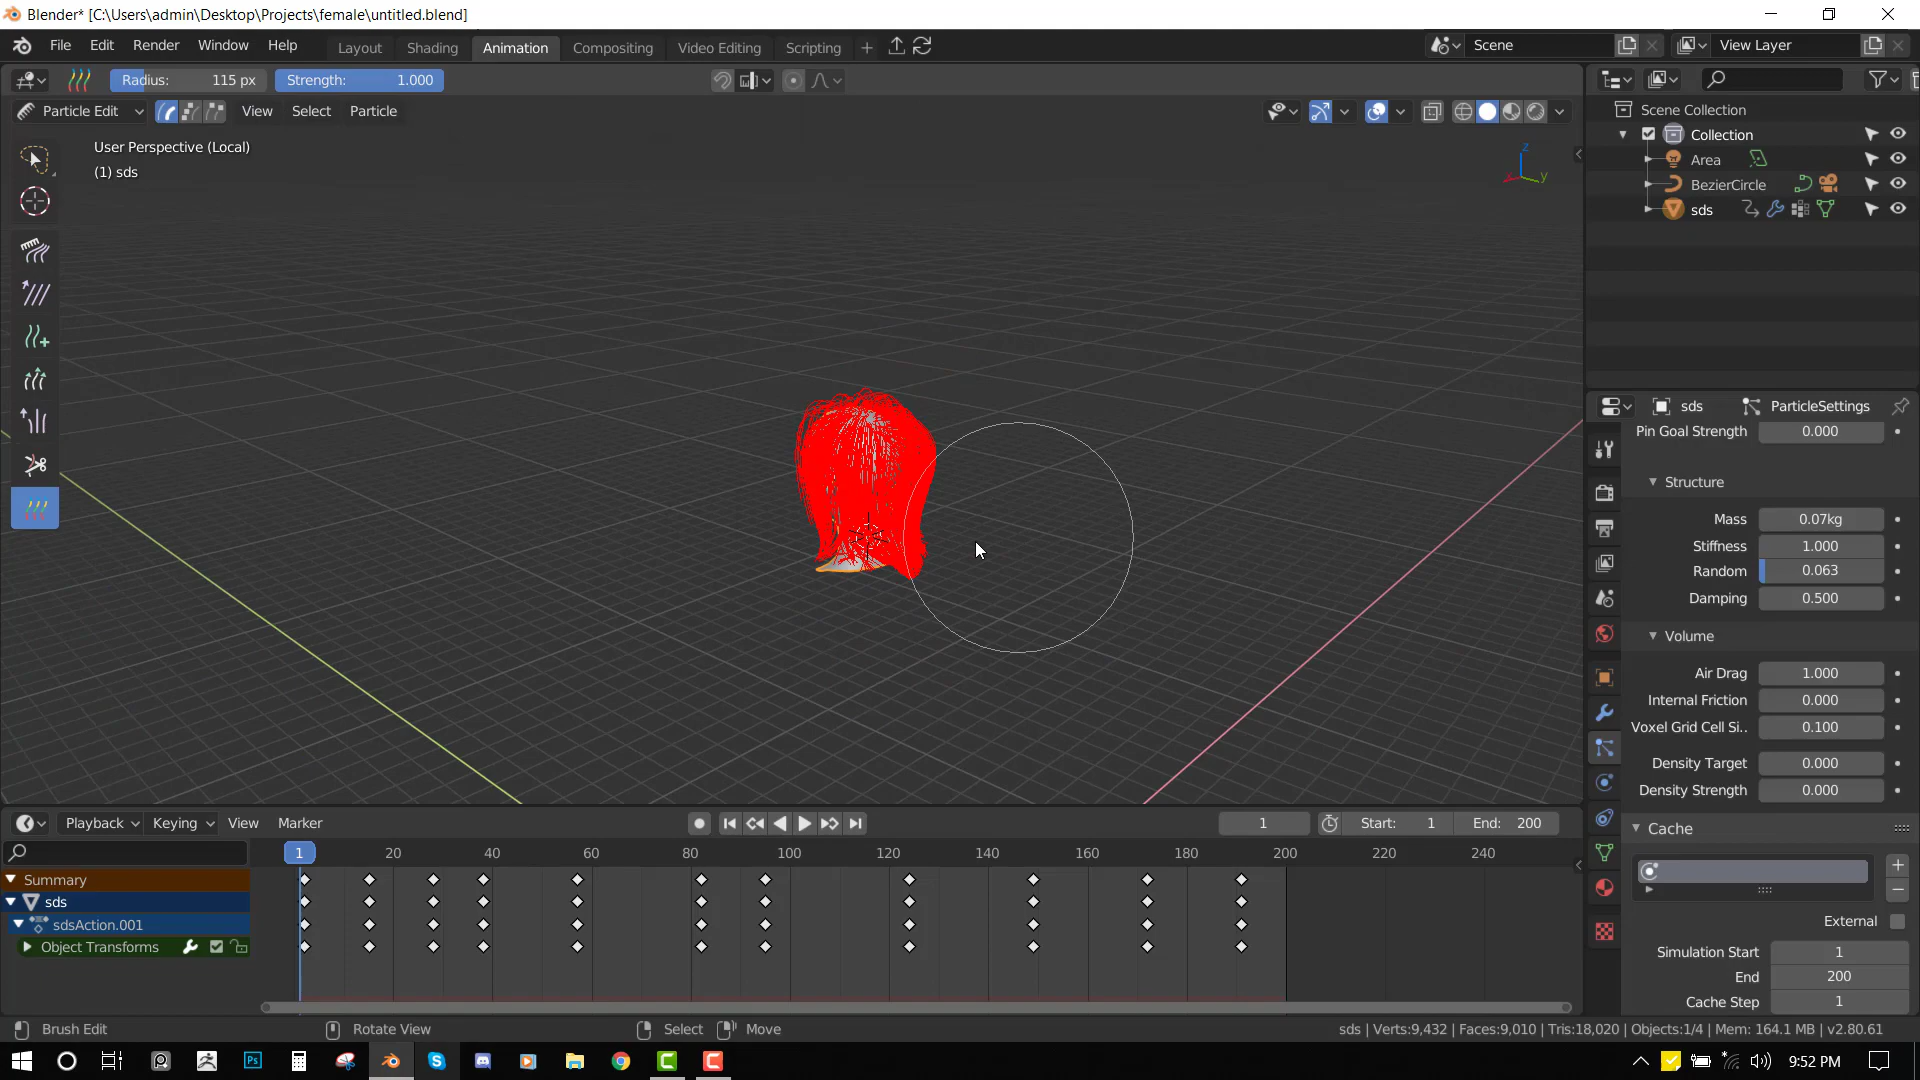 Blender* [C:\Users\admin\Desktop\Projects\female\untitled.blend]
File Edit Render Window Help Layout Shading Animation Compositing Video Editing Scripting + Scene View Layer
Radius: 115 px Strength: 1.000
Particle Edit View Select Particle
User Perspective (Local)
(1) sds
Z
X
Y
Scene Collection
Collection
Area
BezierCircle
sds
sds ParticleSettings
Pin Goal Strength 0.000
Structure
Mass 0.07kg
Stiffness 1.000
Random 0.063
Damping 0.500
Volume
Air Drag 1.000
Internal Friction 0.000
Voxel Grid Cell Si.. 0.100
Density Target 0.000
Density Strength 0.000
Cache
External
Simulation Start 1
End 200
Cache Step 1
Playback Keying View Marker 1 Start: 1 End: 200
1 20 40 60 80 100 120 140 160 180 200 220 240
Summary
sds
sdsAction.001
Object Transforms
Brush Edit Rotate View Select Move sds | Verts:9,432 | Faces:9,010 | Tris:18,020 | Objects:1/4 | Mem: 164.1 MB | v2.80.61
Ps 9:52 PM